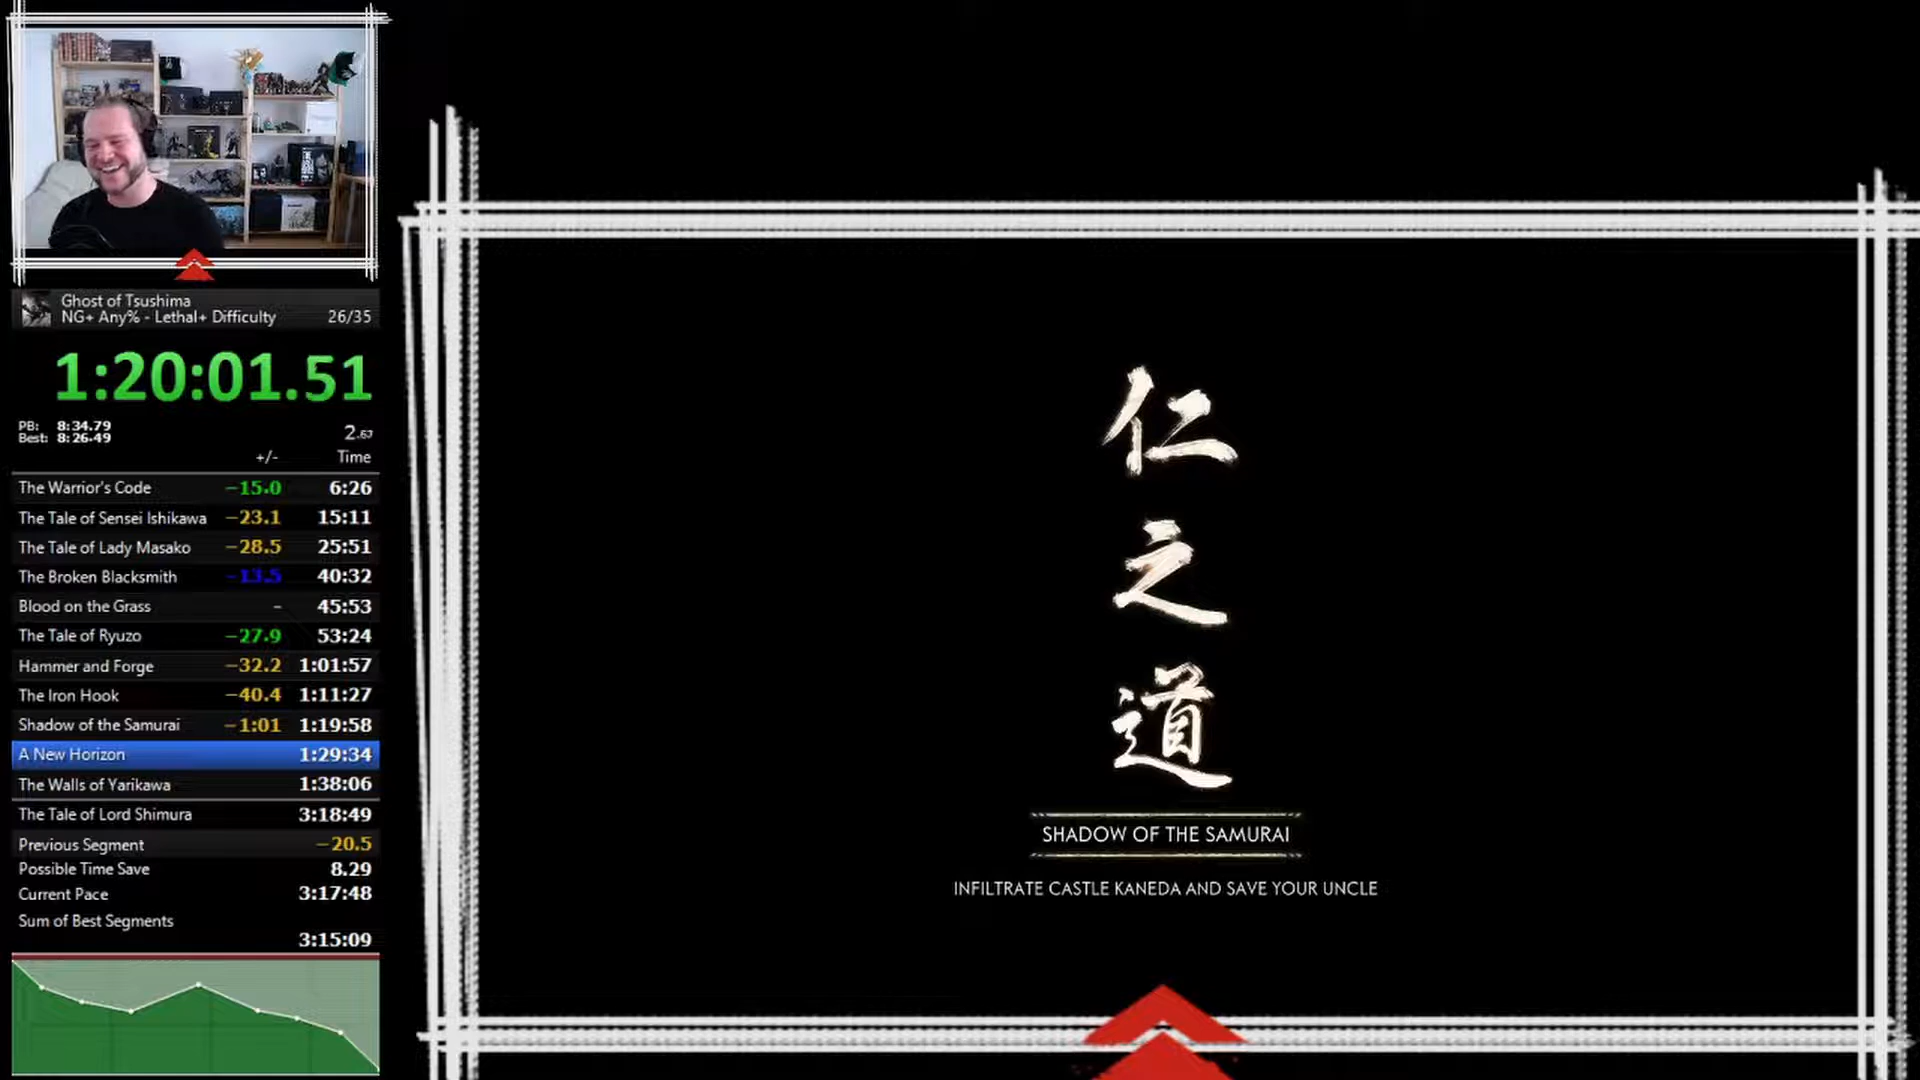 Ghost of Tsushima
NG+ Any% - Lethal+ Difficulty 26/35
1:20:01.51
PB: 8:34.79
Best: 8:26.49
2.67
+/- Time
The Warrior's Code −15.0 6:26
The Tale of Sensei Ishikawa −23.1 15:11
The Tale of Lady Masako −28.5 25:51
The Broken Blacksmith −13.5 40:32
Blood on the Grass - 45:53
The Tale of Ryuzo −27.9 53:24
Hammer and Forge −32.2 1:01:57
The Iron Hook −40.4 1:11:27
Shadow of the Samurai −1:01 1:19:58
A New Horizon 1:29:34
The Walls of Yarikawa 1:38:06
The Tale of Lord Shimura 3:18:49
Previous Segment −20.5
Possible Time Save 8.29
Current Pace 3:17:48
Sum of Best Segments
3:15:09
仁之道
SHADOW OF THE SAMURAI
INFILTRATE CASTLE KANEDA AND SAVE YOUR UNCLE